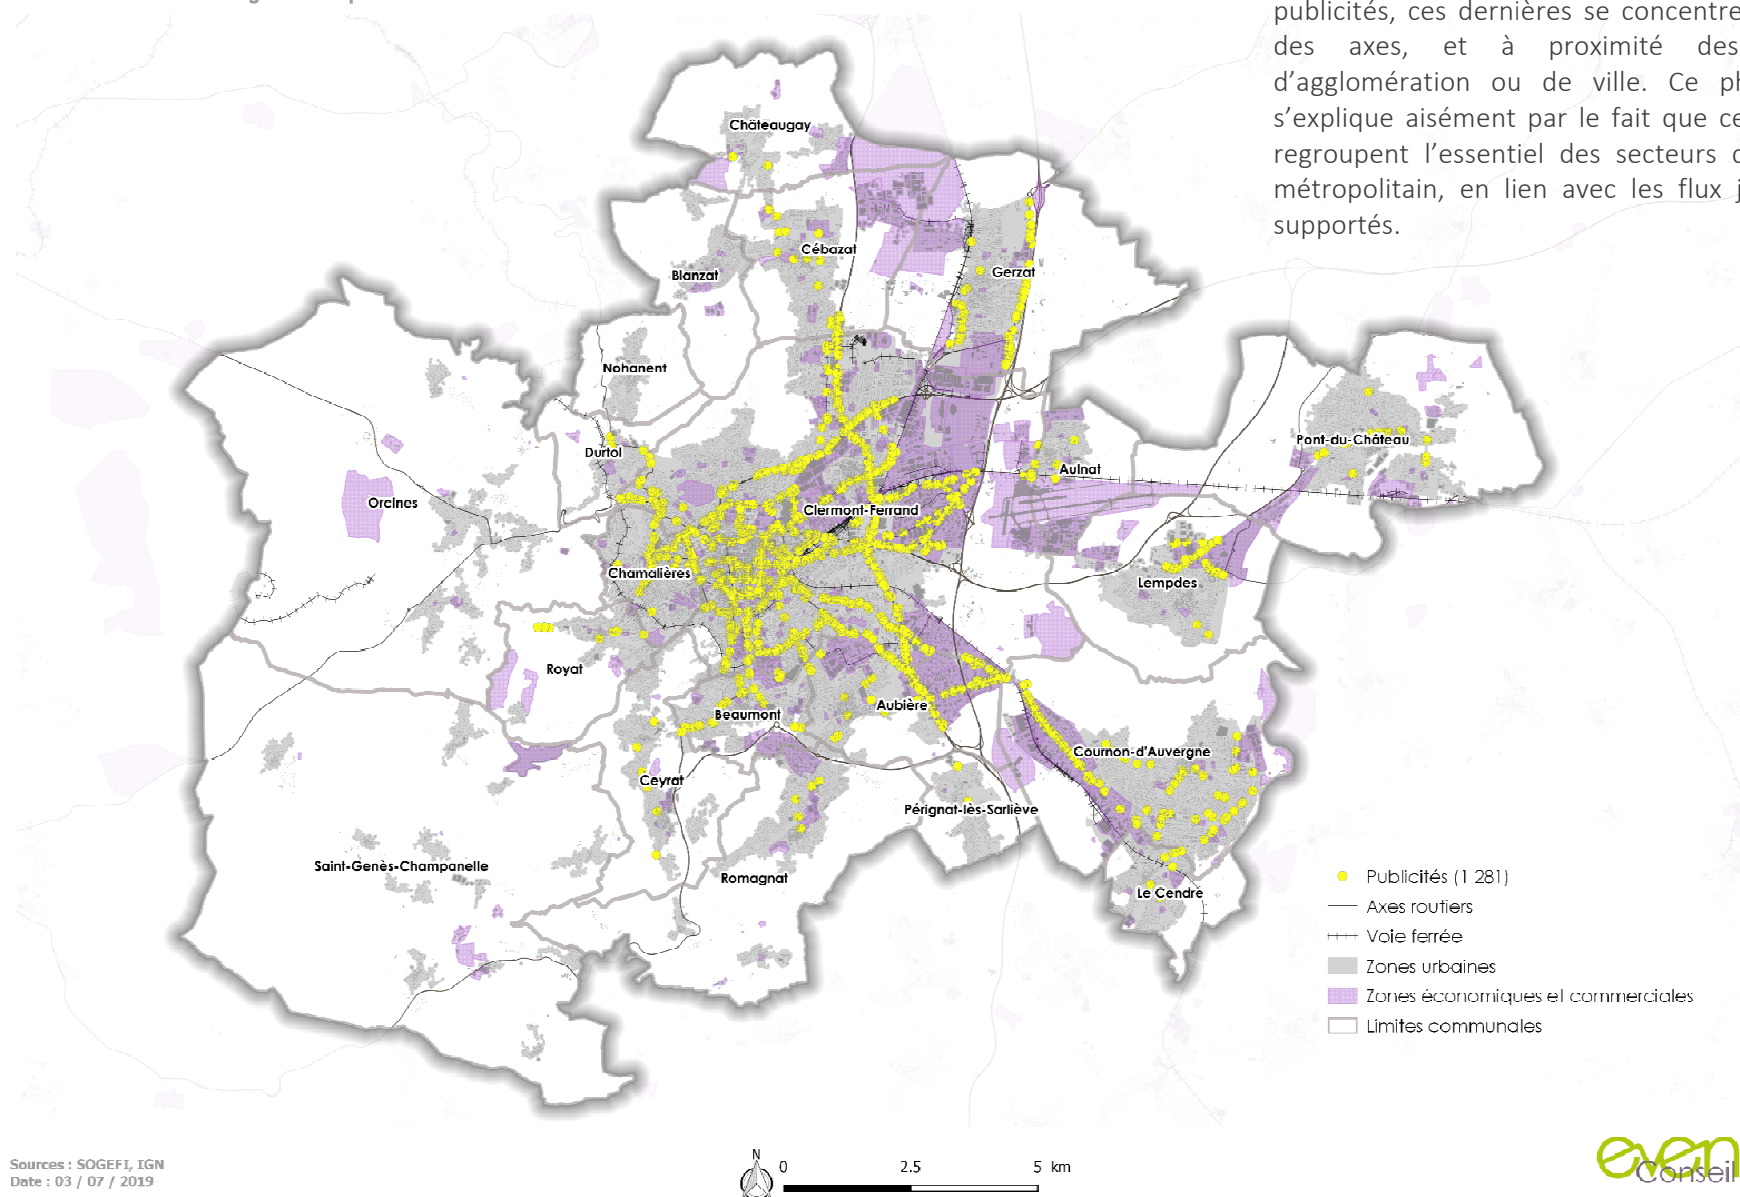 publicités, ces dernières se concentre
des axes, et à proximité des
d’agglomération ou de ville. Ce ph
s’explique aisément par le fait que ce
regroupent l’essentiel des secteurs d
métropolitain, en lien avec les flux j
supportés.
Châteaugay
Cébazat
Blanzat
Gerzat
Nohanent
Durtol
Pont-du-Château
Aulnat
Orcines
Clermont-Ferrand
Chamalières
Lempdes
Royat
Beaumont
Aubière
Cournon-d'Auvergne
Ceyrat
Pérignat-lès-Sarliève
Saint-Genès-Champanelle
Romagnat
Le Cendre
Publicités (1 281)
Axes routiers
Voie ferrée
Zones urbaines
Zones économiques et commerciales
Limites communales
Sources : SOGEFI, IGN
Date : 03 / 07 / 2019
N
0 2.5 5 km
even
Conseil